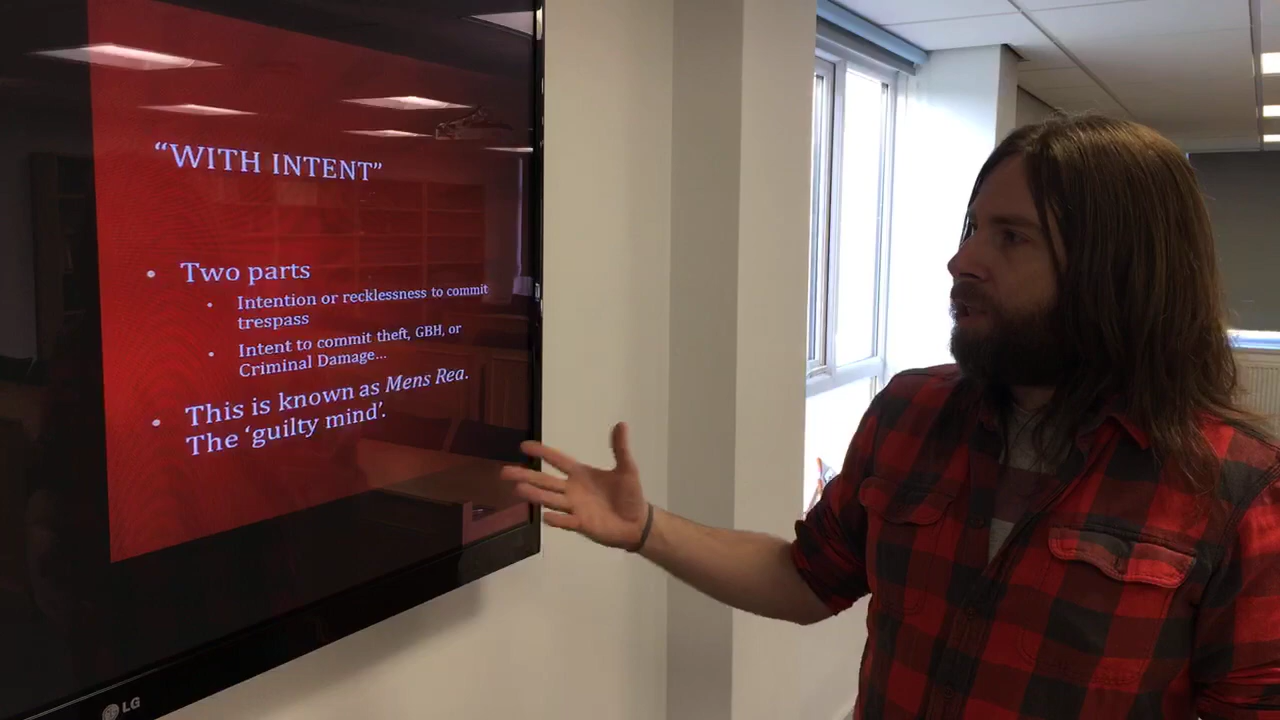 “WITH INTENT”
• Two parts
• Intention or recklessness to commit
trespass
• Intent to commit theft, GBH, or
Criminal Damage...
• This is known as Mens Rea.
The ‘guilty mind’.
LG